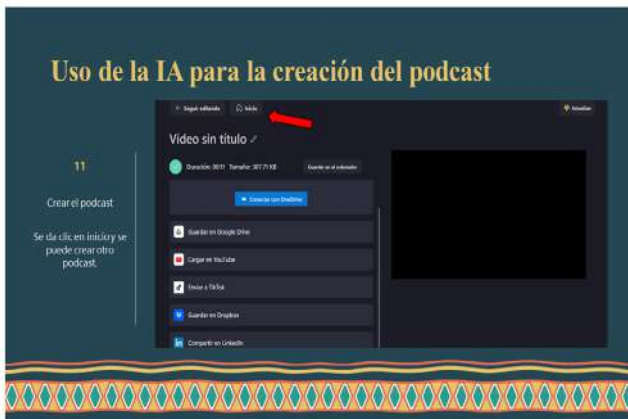 Uso de la IA para la creación del podcast
11
Crear el podcast
Se da clic en inicio y se
puede crear otro
podcast.
← Seguir editando
Inicio
Vídeo sin título
Duración: 00:11 Tamaño: 307.71 KB
Guardar en el ordenador
Conectar con OneDrive
Guardar en Google Drive
Cargar en YouTube
Enviar a TikTok
Guardar en Dropbox
in Compartir en LinkedIn